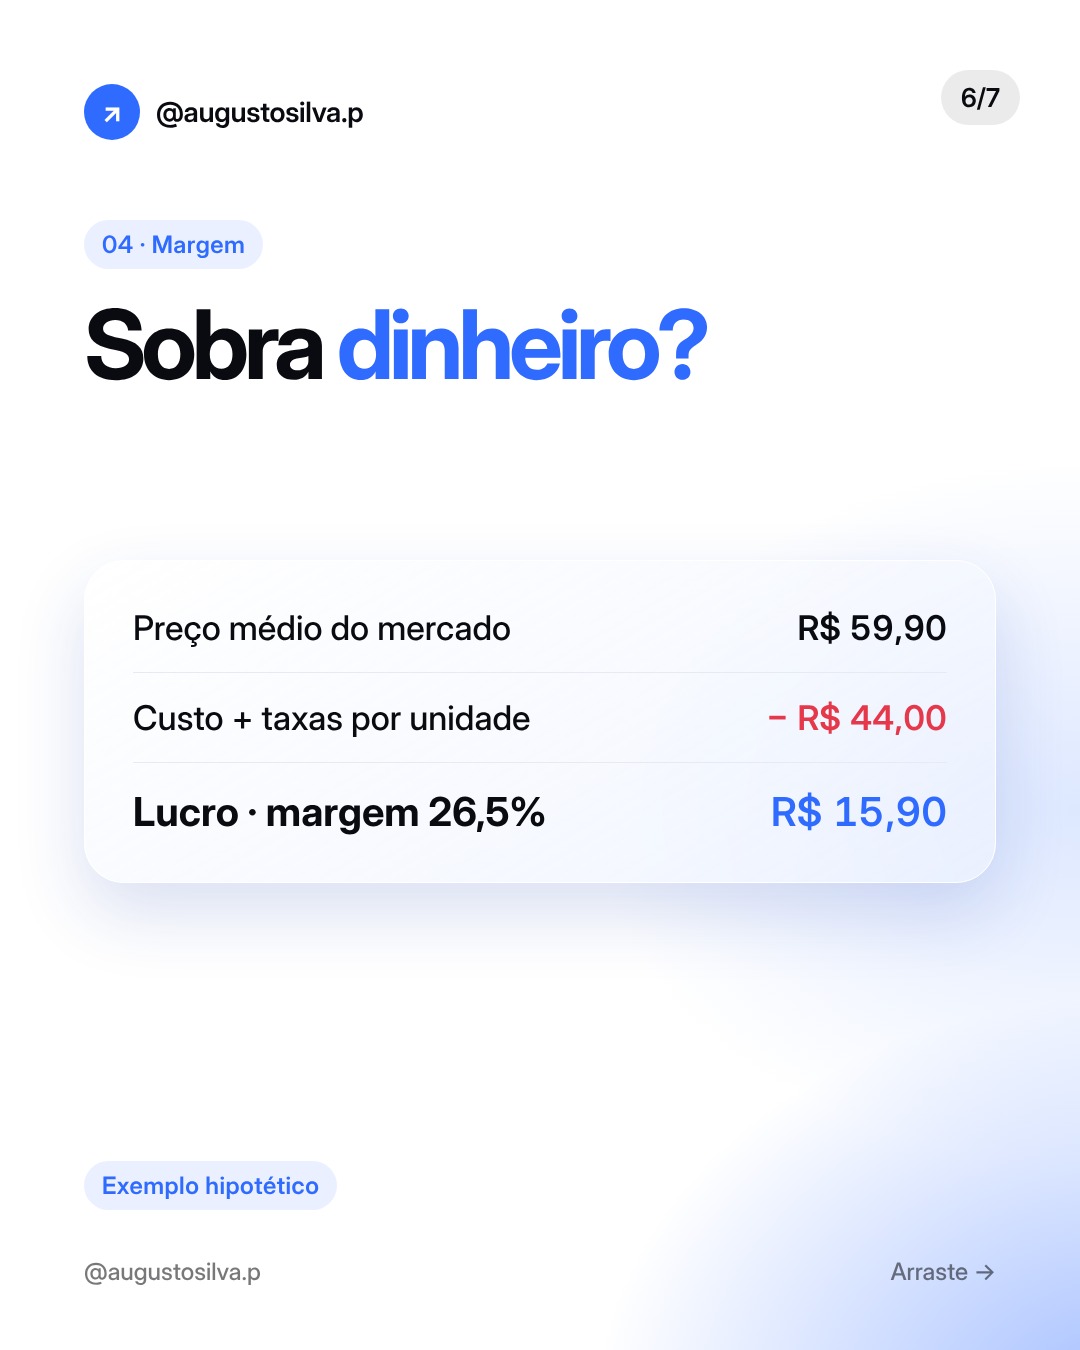 @augustosilva.p
6/7
04 · Margem
Sobra dinheiro?
Preço médio do mercado R$ 59,90
Custo + taxas por unidade − R$ 44,00
Lucro · margem 26,5% R$ 15,90
Exemplo hipotético
@augustosilva.p
Arraste →